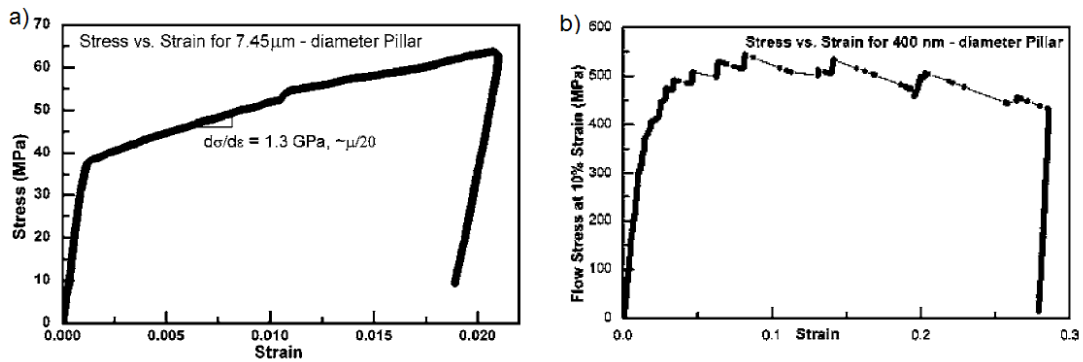 a)
Stress vs. Strain for 7.45μm - diameter Pillar
dσ/dε = 1.3 GPa, ~μ/20
Stress (MPa)
70
60
50
40
30
20
10
0
0.000
0.005
0.010
0.015
0.020
Strain
b)
Stress vs. Strain for 400 nm - diameter Pillar
Flow Stress at 10% Strain (MPa)
600
500
400
300
200
100
0
0.0
0.1
0.2
0.3
Strain